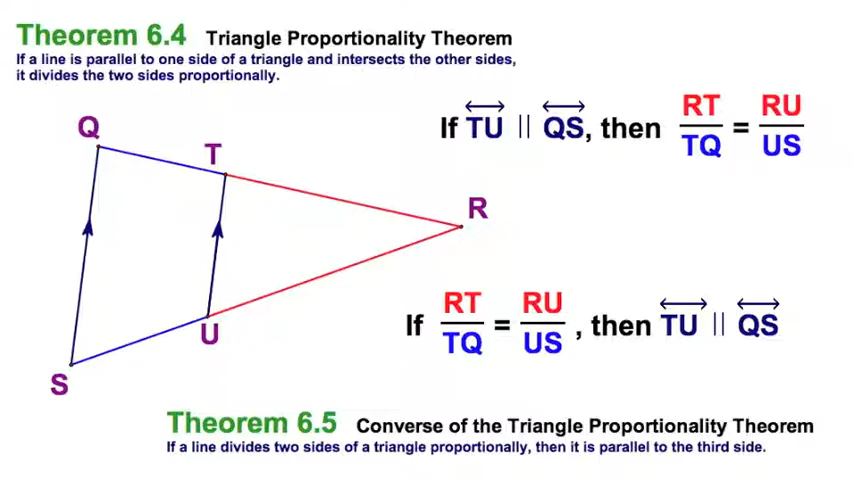 Theorem 6.4 Triangle Proportionality Theorem
If a line is parallel to one side of a triangle and intersects the other sides,
it divides the two sides proportionally.
If TU || QS, then RT/TQ = RU/US
Q
T
R
U
S
If RT/TQ = RU/US , then TU || QS
Theorem 6.5 Converse of the Triangle Proportionality Theorem
If a line divides two sides of a triangle proportionally, then it is parallel to the third side.